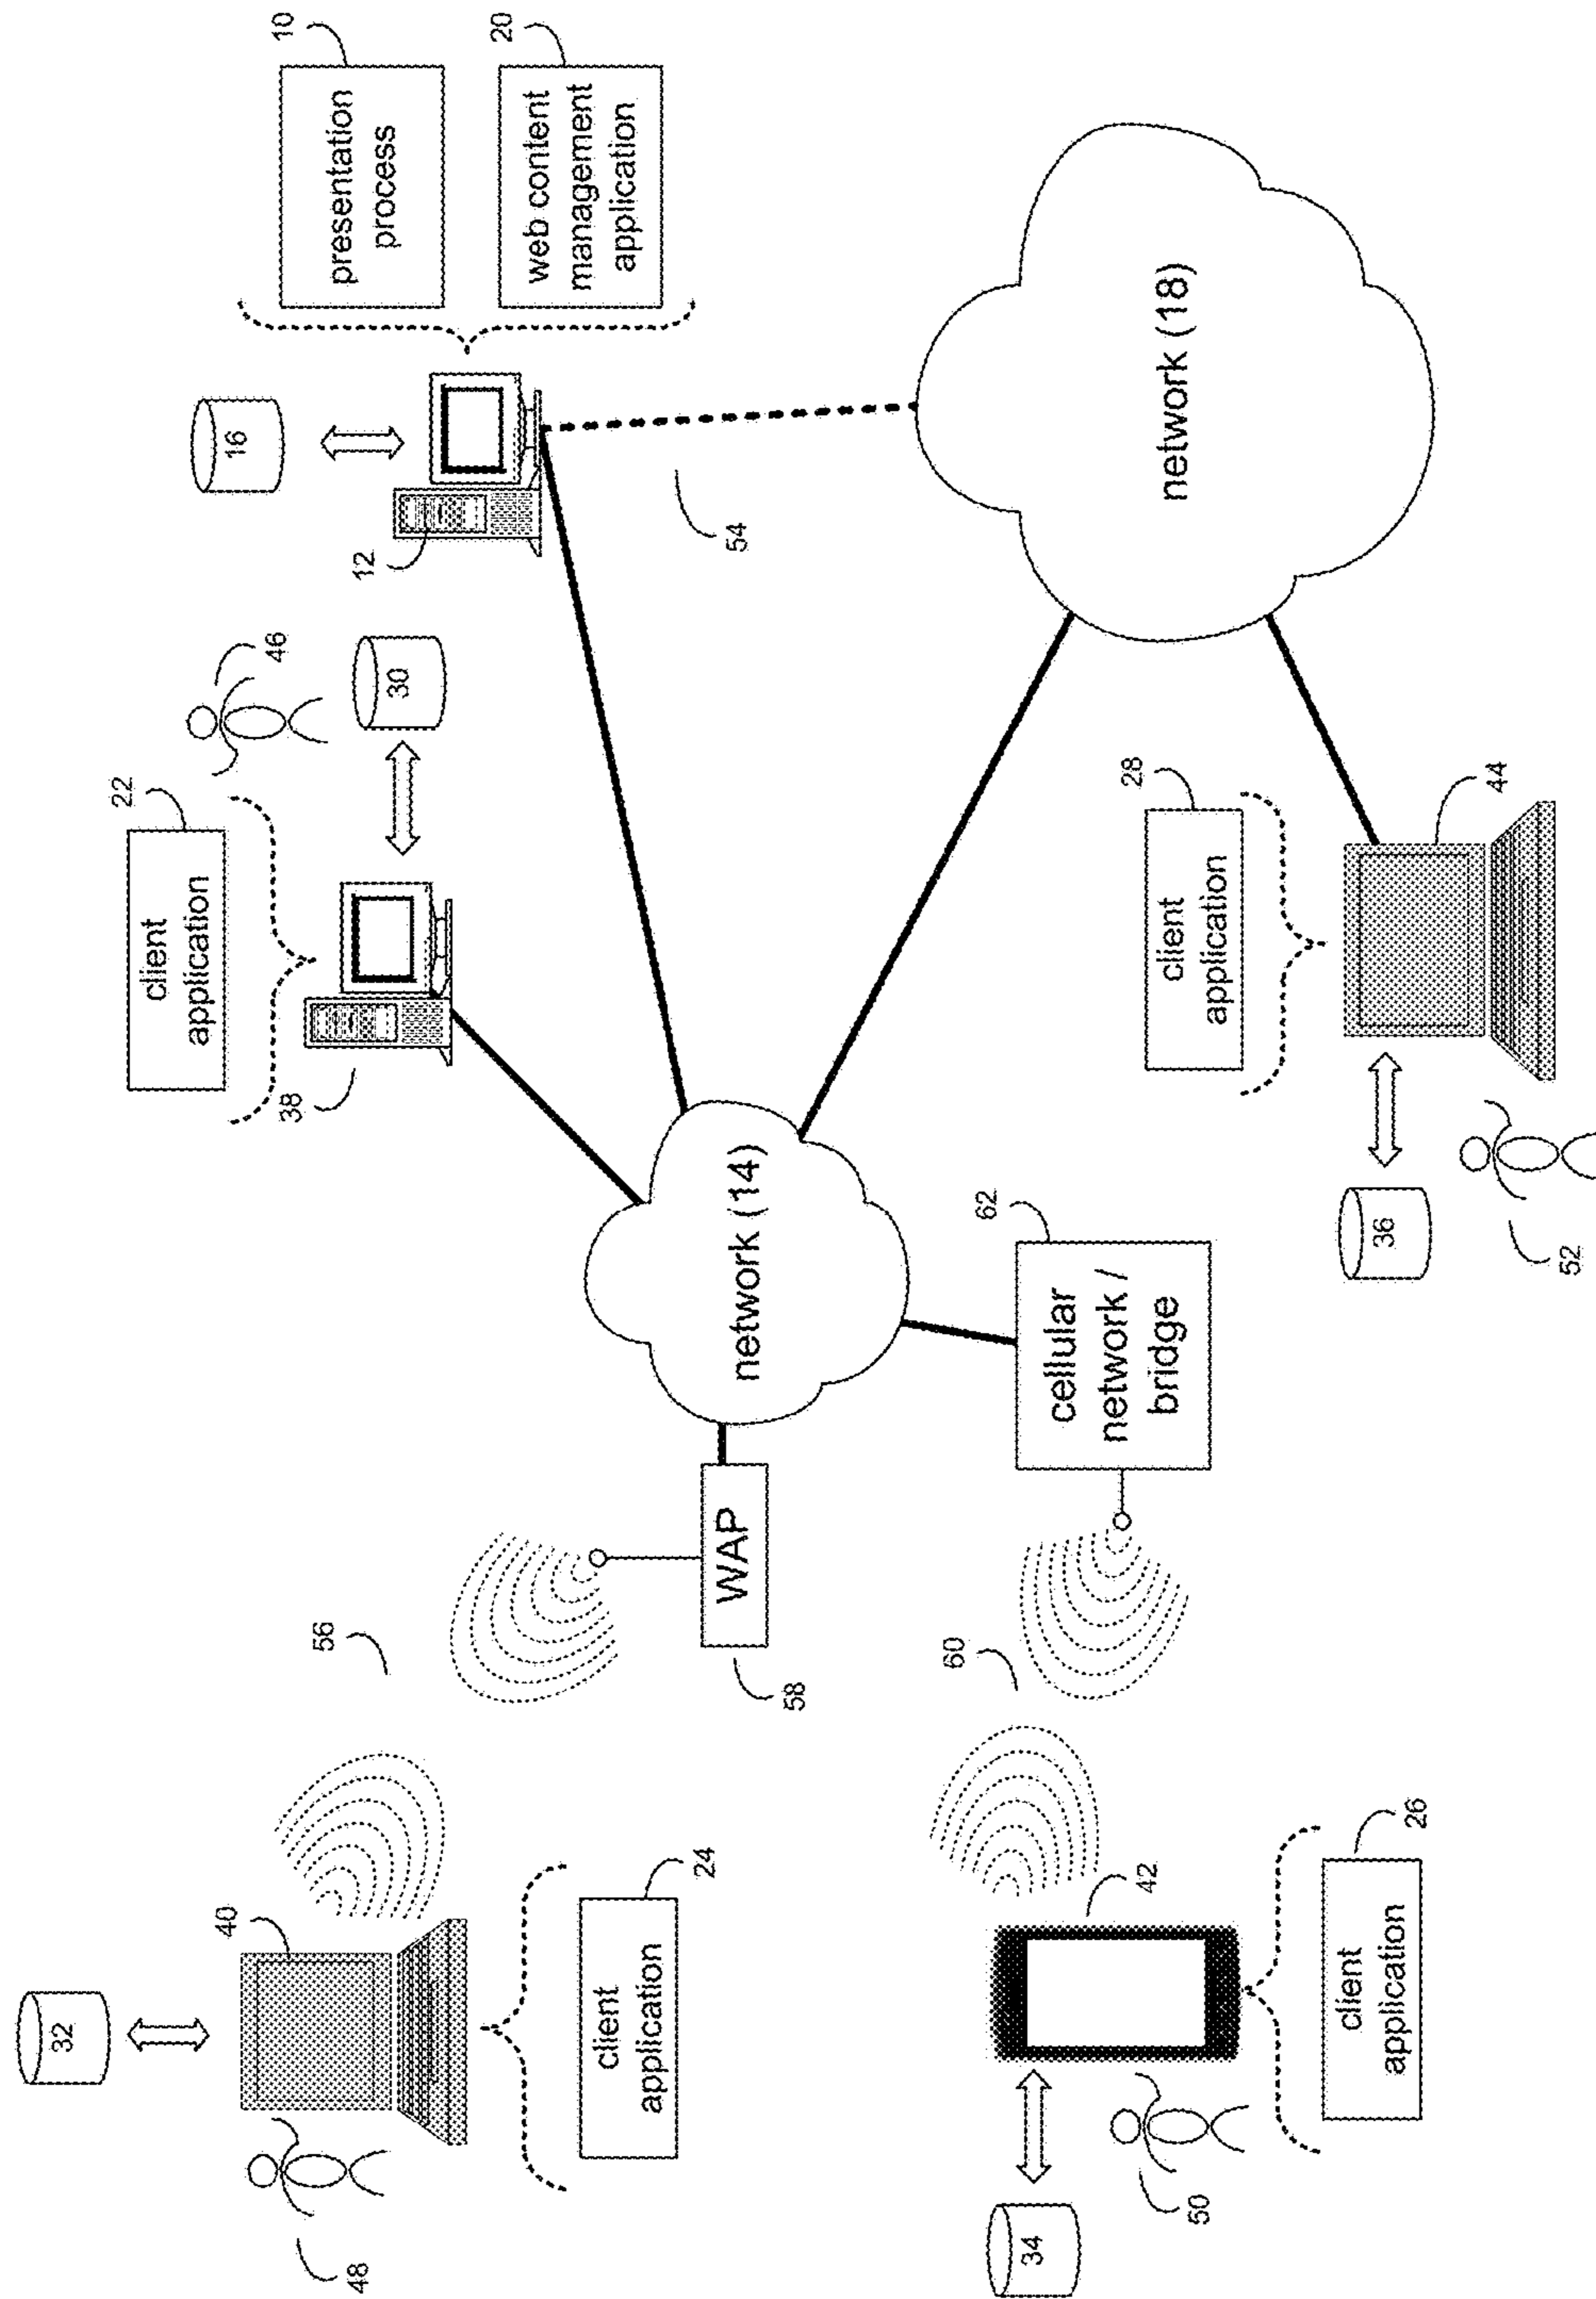 32
40
48
client
application
24
56
22
client
application
38
46
30
16
12
10
presentation
process
20
web content
management
application
54
WAP
58
network (14)
network (18)
34
42
50
client
application
26
60
62
cellular
network /
bridge
28
client
application
44
36
52